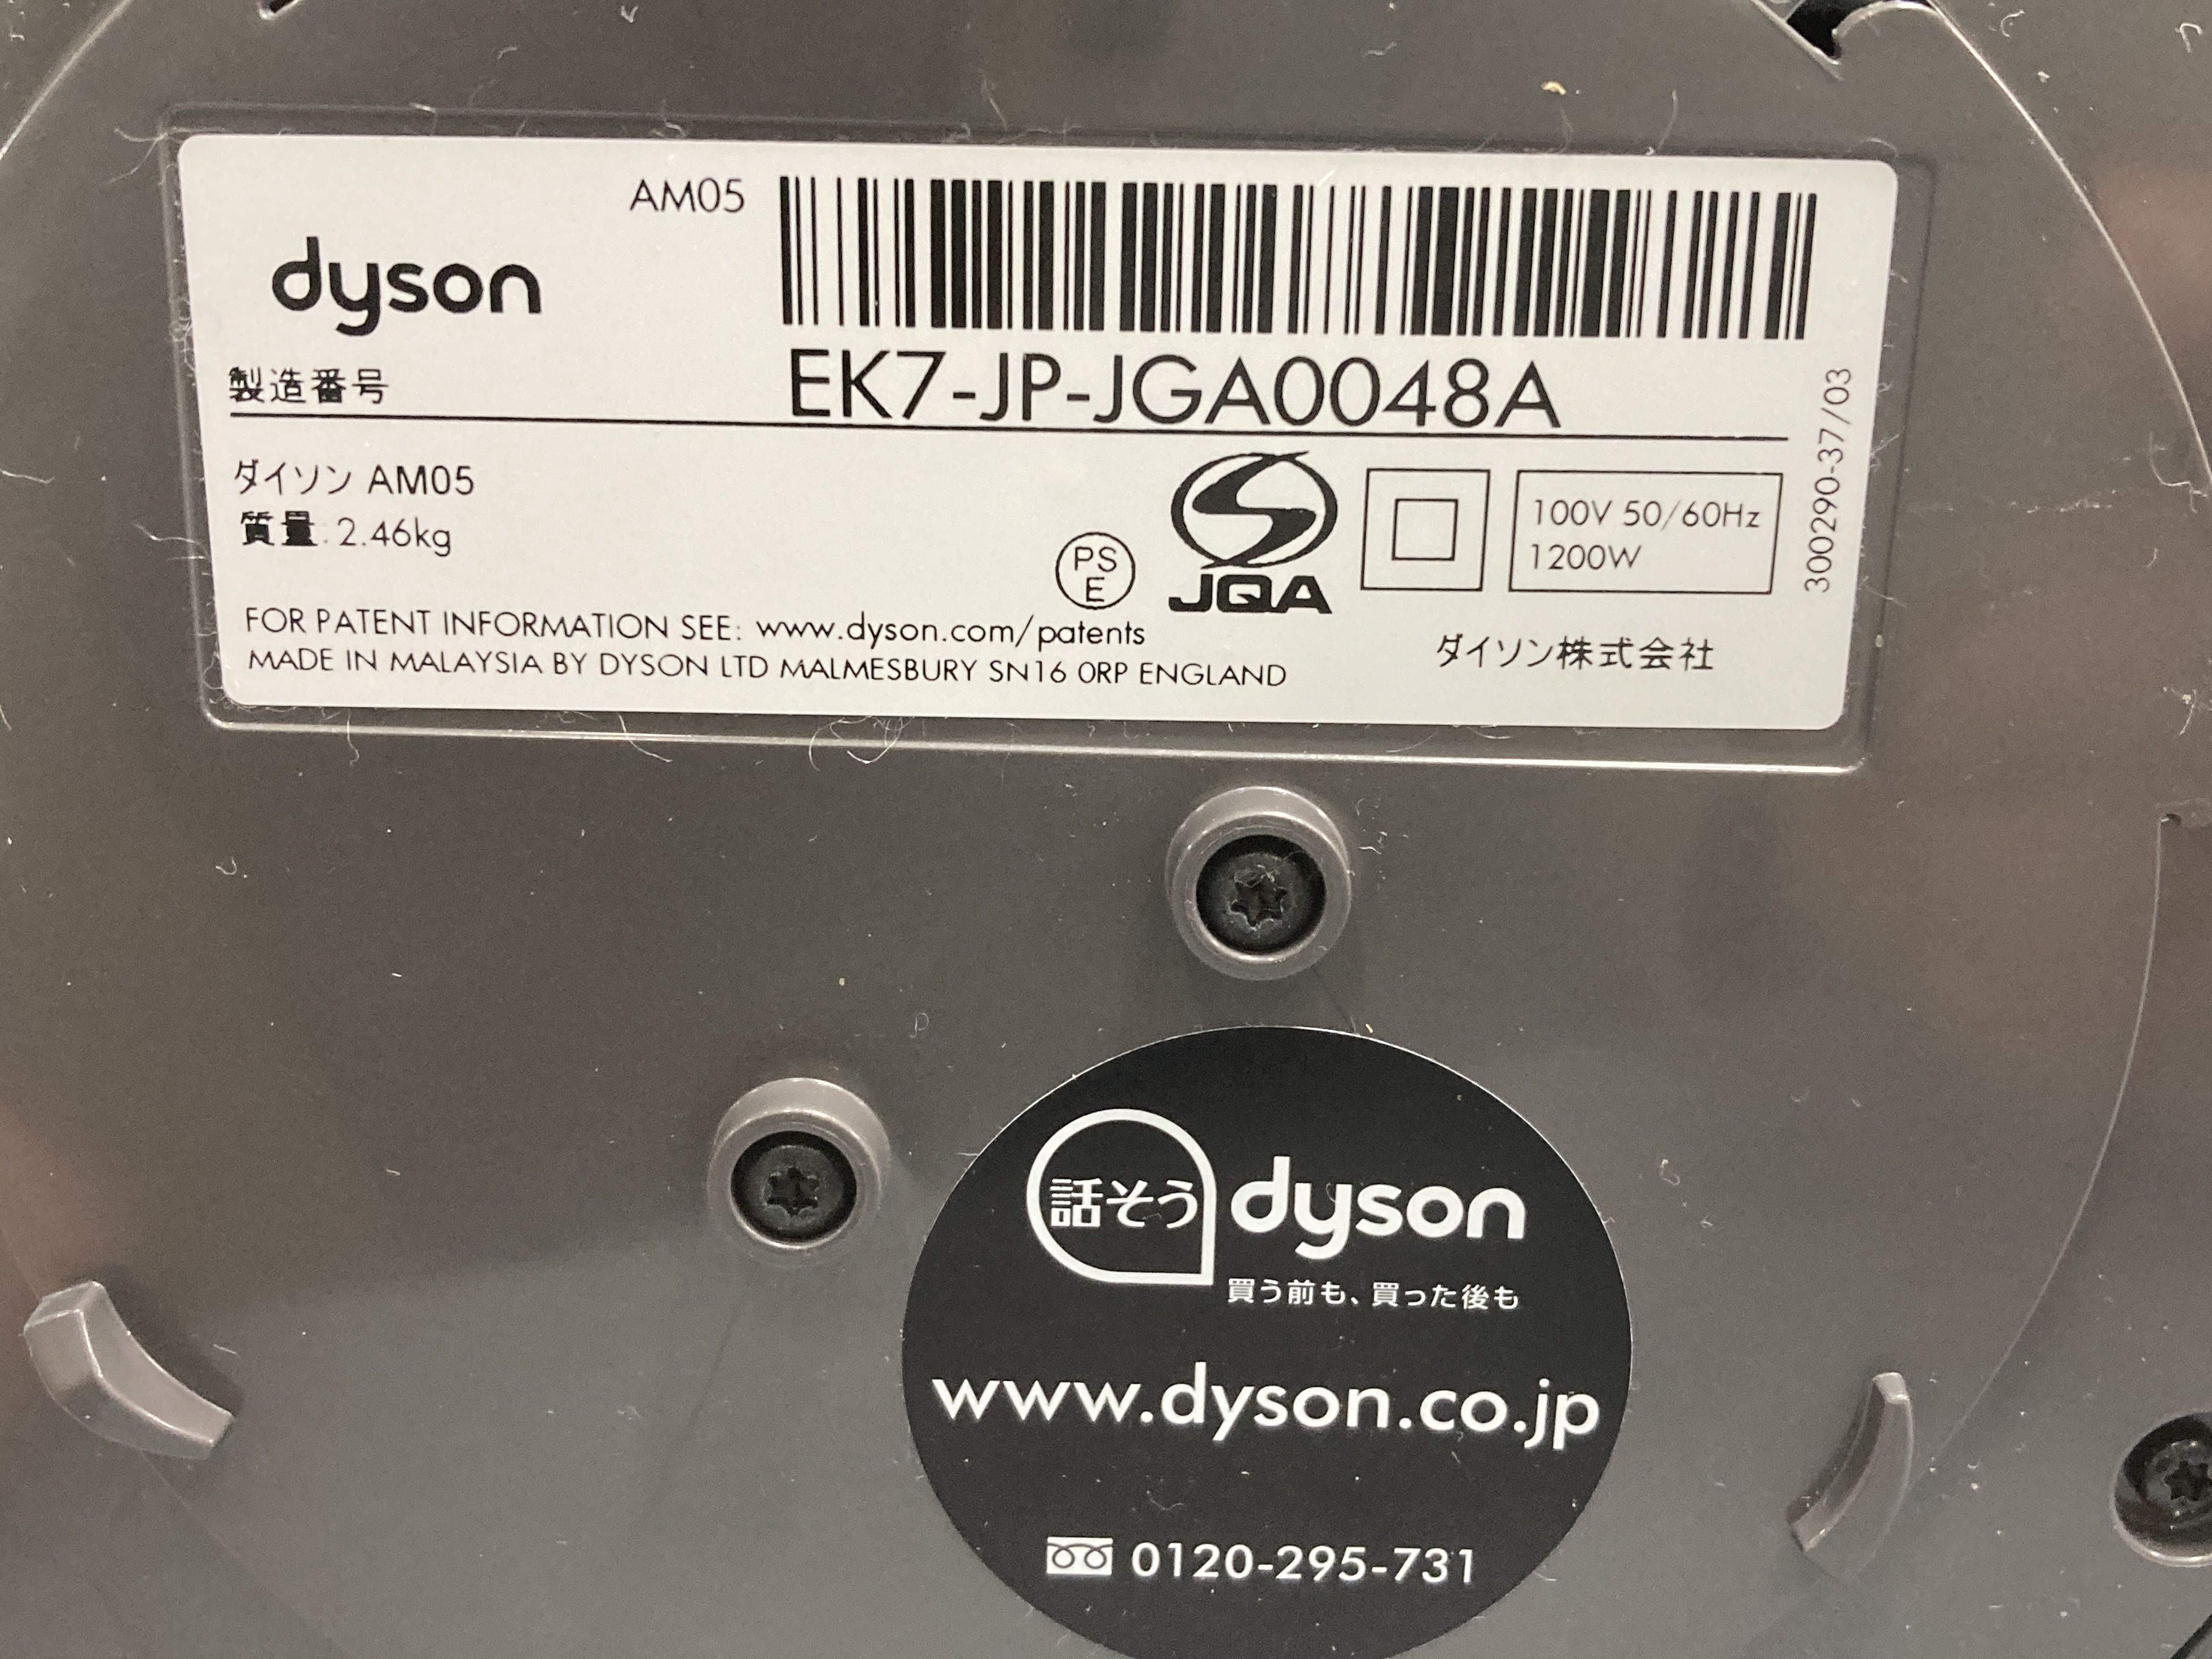 AM05
dyson
製造番号 EK7-JP-JGA0048A
ダイソン AM05
質量: 2.46kg
PS
E
JQA
100V 50/60Hz
1200W
300290-37/03
FOR PATENT INFORMATION SEE: www.dyson.com/patents
MADE IN MALAYSIA BY DYSON LTD MALMESBURY SN16 0RP ENGLAND
ダイソン株式会社
話そう dyson
買う前も、買った後も
www.dyson.co.jp
0120-295-731